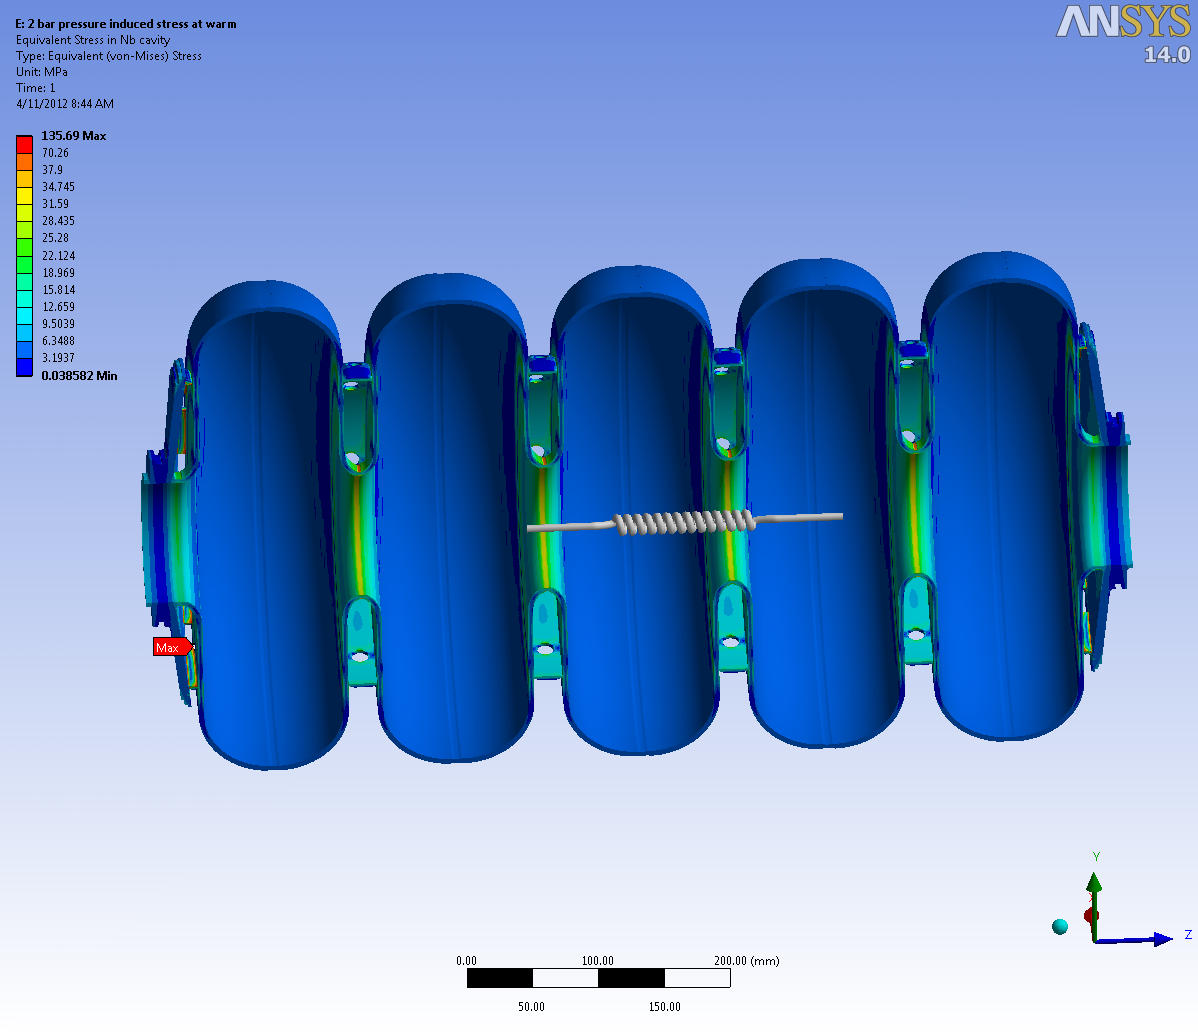 E: 2 bar pressure induced stress at warm
Equivalent Stress in Nb cavity
Type: Equivalent (von-Mises) Stress
Unit: MPa
Time: 1
4/11/2012 8:44 AM
ANSYS
14.0
135.69 Max
70.26
37.9
34.745
31.59
28.435
25.28
22.124
18.969
15.814
12.659
9.5039
6.3488
3.1937
0.038582 Min
Max
Y
X
Z
0.00 100.00 200.00 (mm)
50.00 150.00